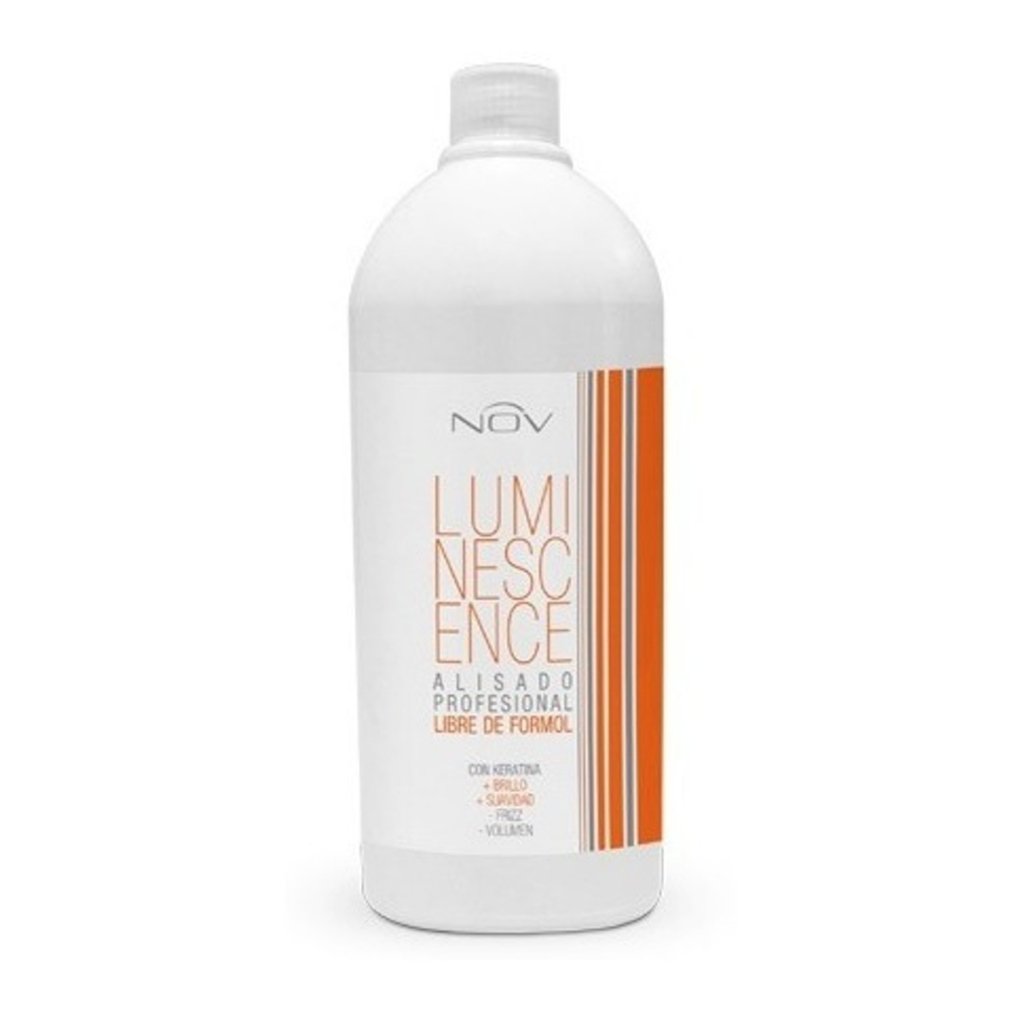 NOV
LUMI
NESC
ENCE
ALISADO
PROFESIONAL
LIBRE DE FORMOL
CON KERATINA
+ BRILLO
+ SUAVIDAD
- FRIZZ
- VOLUMEN